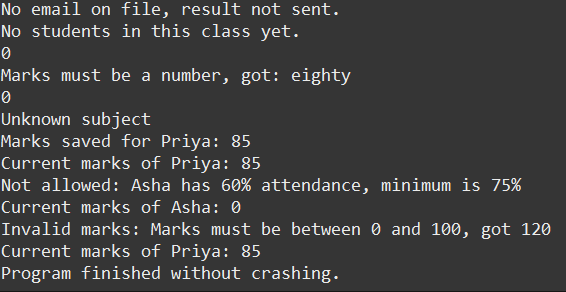 No email on file, result not sent.
No students in this class yet.
0
Marks must be a number, got: eighty
0
Unknown subject
Marks saved for Priya: 85
Current marks of Priya: 85
Not allowed: Asha has 60% attendance, minimum is 75%
Current marks of Asha: 0
Invalid marks: Marks must be between 0 and 100, got 120
Current marks of Priya: 85
Program finished without crashing.